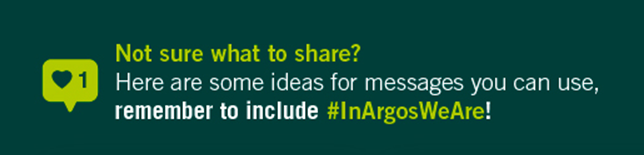 1
Not sure what to share?
Here are some ideas for messages you can use,
remember to include #InArgosWeAre!